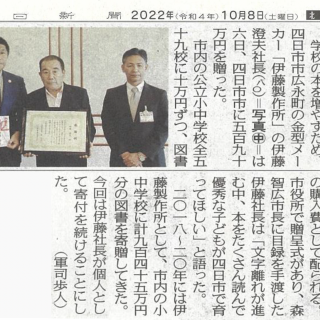 日新聞
2022年(令和4年)10月8日(土曜日)
学校の本を増やすため、
四日市市広永町の金型メー
カー「伊藤製作所」の伊藤
澄夫社長=写真中=は
六日、四日市市に五百九十
万円を贈った。
市内の公立小中学校全五
十九校に十万円ずつ、図書
の購入費として配られる。
市役所で贈呈式があり、森
智広市長に目録を手渡した
伊藤社長は「文字離れが進
む中、本をたくさん読んで
優秀な子どもが四日市で育
ってほしい」と語った。
二〇一八~二〇年には伊
藤製作所として、市内の小
中学校に計九百四十五万円
分の図書を寄贈してきた。
今回は伊藤社長が個人とし
て寄付を続けることにし
た。(軍司歩人)